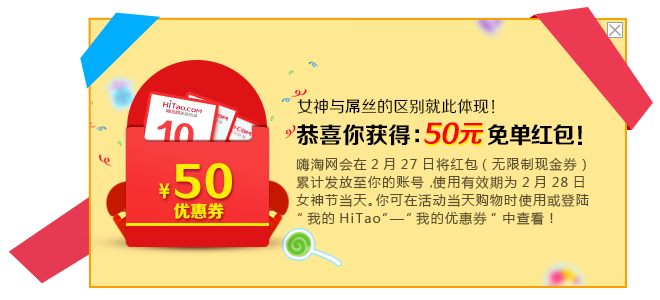 HiTao.COM
嗨淘网
10
¥50
优惠券
女神与屌丝的区别就此体现!
恭喜你获得:50元免单红包!
嗨淘网会在 2 月 27 日将红包 ( 无限制现金券 )
累计发放至你的账号 ,使用有效期为 2 月 28 日
女神节当天。你可在活动当天购物时使用或登陆
“ 我的 HiTao”—“ 我的优惠券 ” 中查看 !